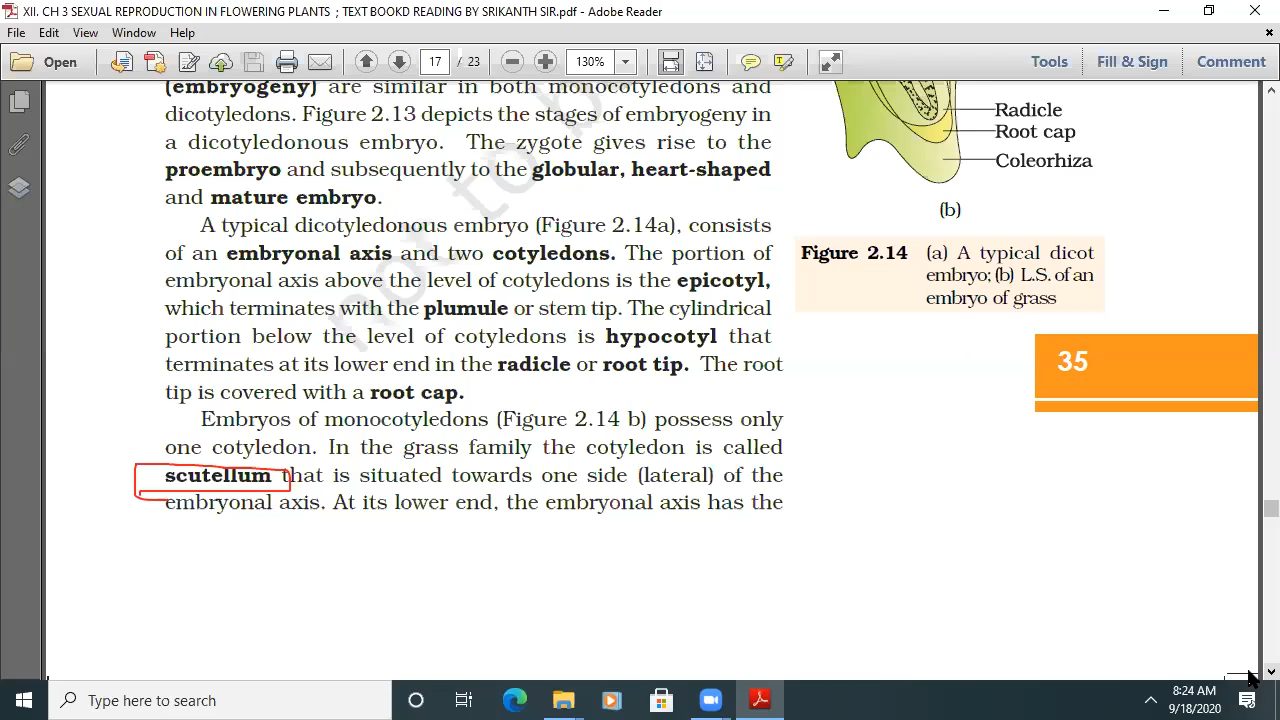 XII. CH 3 SEXUAL REPRODUCTION IN FLOWERING PLANTS ; TEXT BOOKD READING BY SRIKANTH SIR.pdf - Adobe Reader
File Edit View Window Help
Open 17 / 23 130% Tools Fill & Sign Comment
(embryogeny) are similar in both monocotyledons and
dicotyledons. Figure 2.13 depicts the stages of embryogeny in
a dicotyledonous embryo. The zygote gives rise to the
proembryo and subsequently to the globular, heart-shaped
and mature embryo.
A typical dicotyledonous embryo (Figure 2.14a), consists
of an embryonal axis and two cotyledons. The portion of
embryonal axis above the level of cotyledons is the epicotyl,
which terminates with the plumule or stem tip. The cylindrical
portion below the level of cotyledons is hypocotyl that
terminates at its lower end in the radicle or root tip. The root
tip is covered with a root cap.
Embryos of monocotyledons (Figure 2.14 b) possess only
one cotyledon. In the grass family the cotyledon is called
scutellum that is situated towards one side (lateral) of the
embryonal axis. At its lower end, the embryonal axis has the
not to b
Radicle
Root cap
Coleorhiza
(b)
Figure 2.14 (a) A typical dicot
embryo; (b) L.S. of an
embryo of grass
35
Type here to search
8:24 AM
9/18/2020